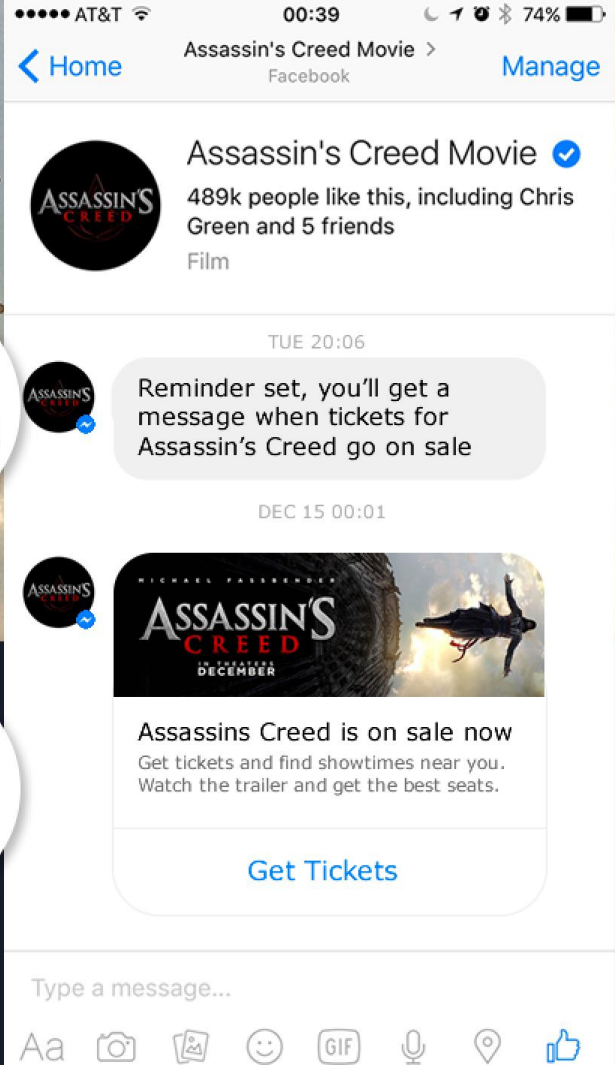 AT&T 00:39 74%
Home Assassin's Creed Movie Manage
Facebook
Assassin's Creed Movie
489k people like this, including Chris
Green and 5 friends
Film
ASSASSIN'S
CREED
TUE 20:06
ASSASSIN'S
CREED
Reminder set, you’ll get a
message when tickets for
Assassin’s Creed go on sale
DEC 15 00:01
ASSASSIN'S
CREED
MICHAEL FASSBENDER
ASSASSIN'S
CREED
IN THEATERS
DECEMBER
Assassins Creed is on sale now
Get tickets and find showtimes near you.
Watch the trailer and get the best seats.
Get Tickets
Type a message...
Aa GIF